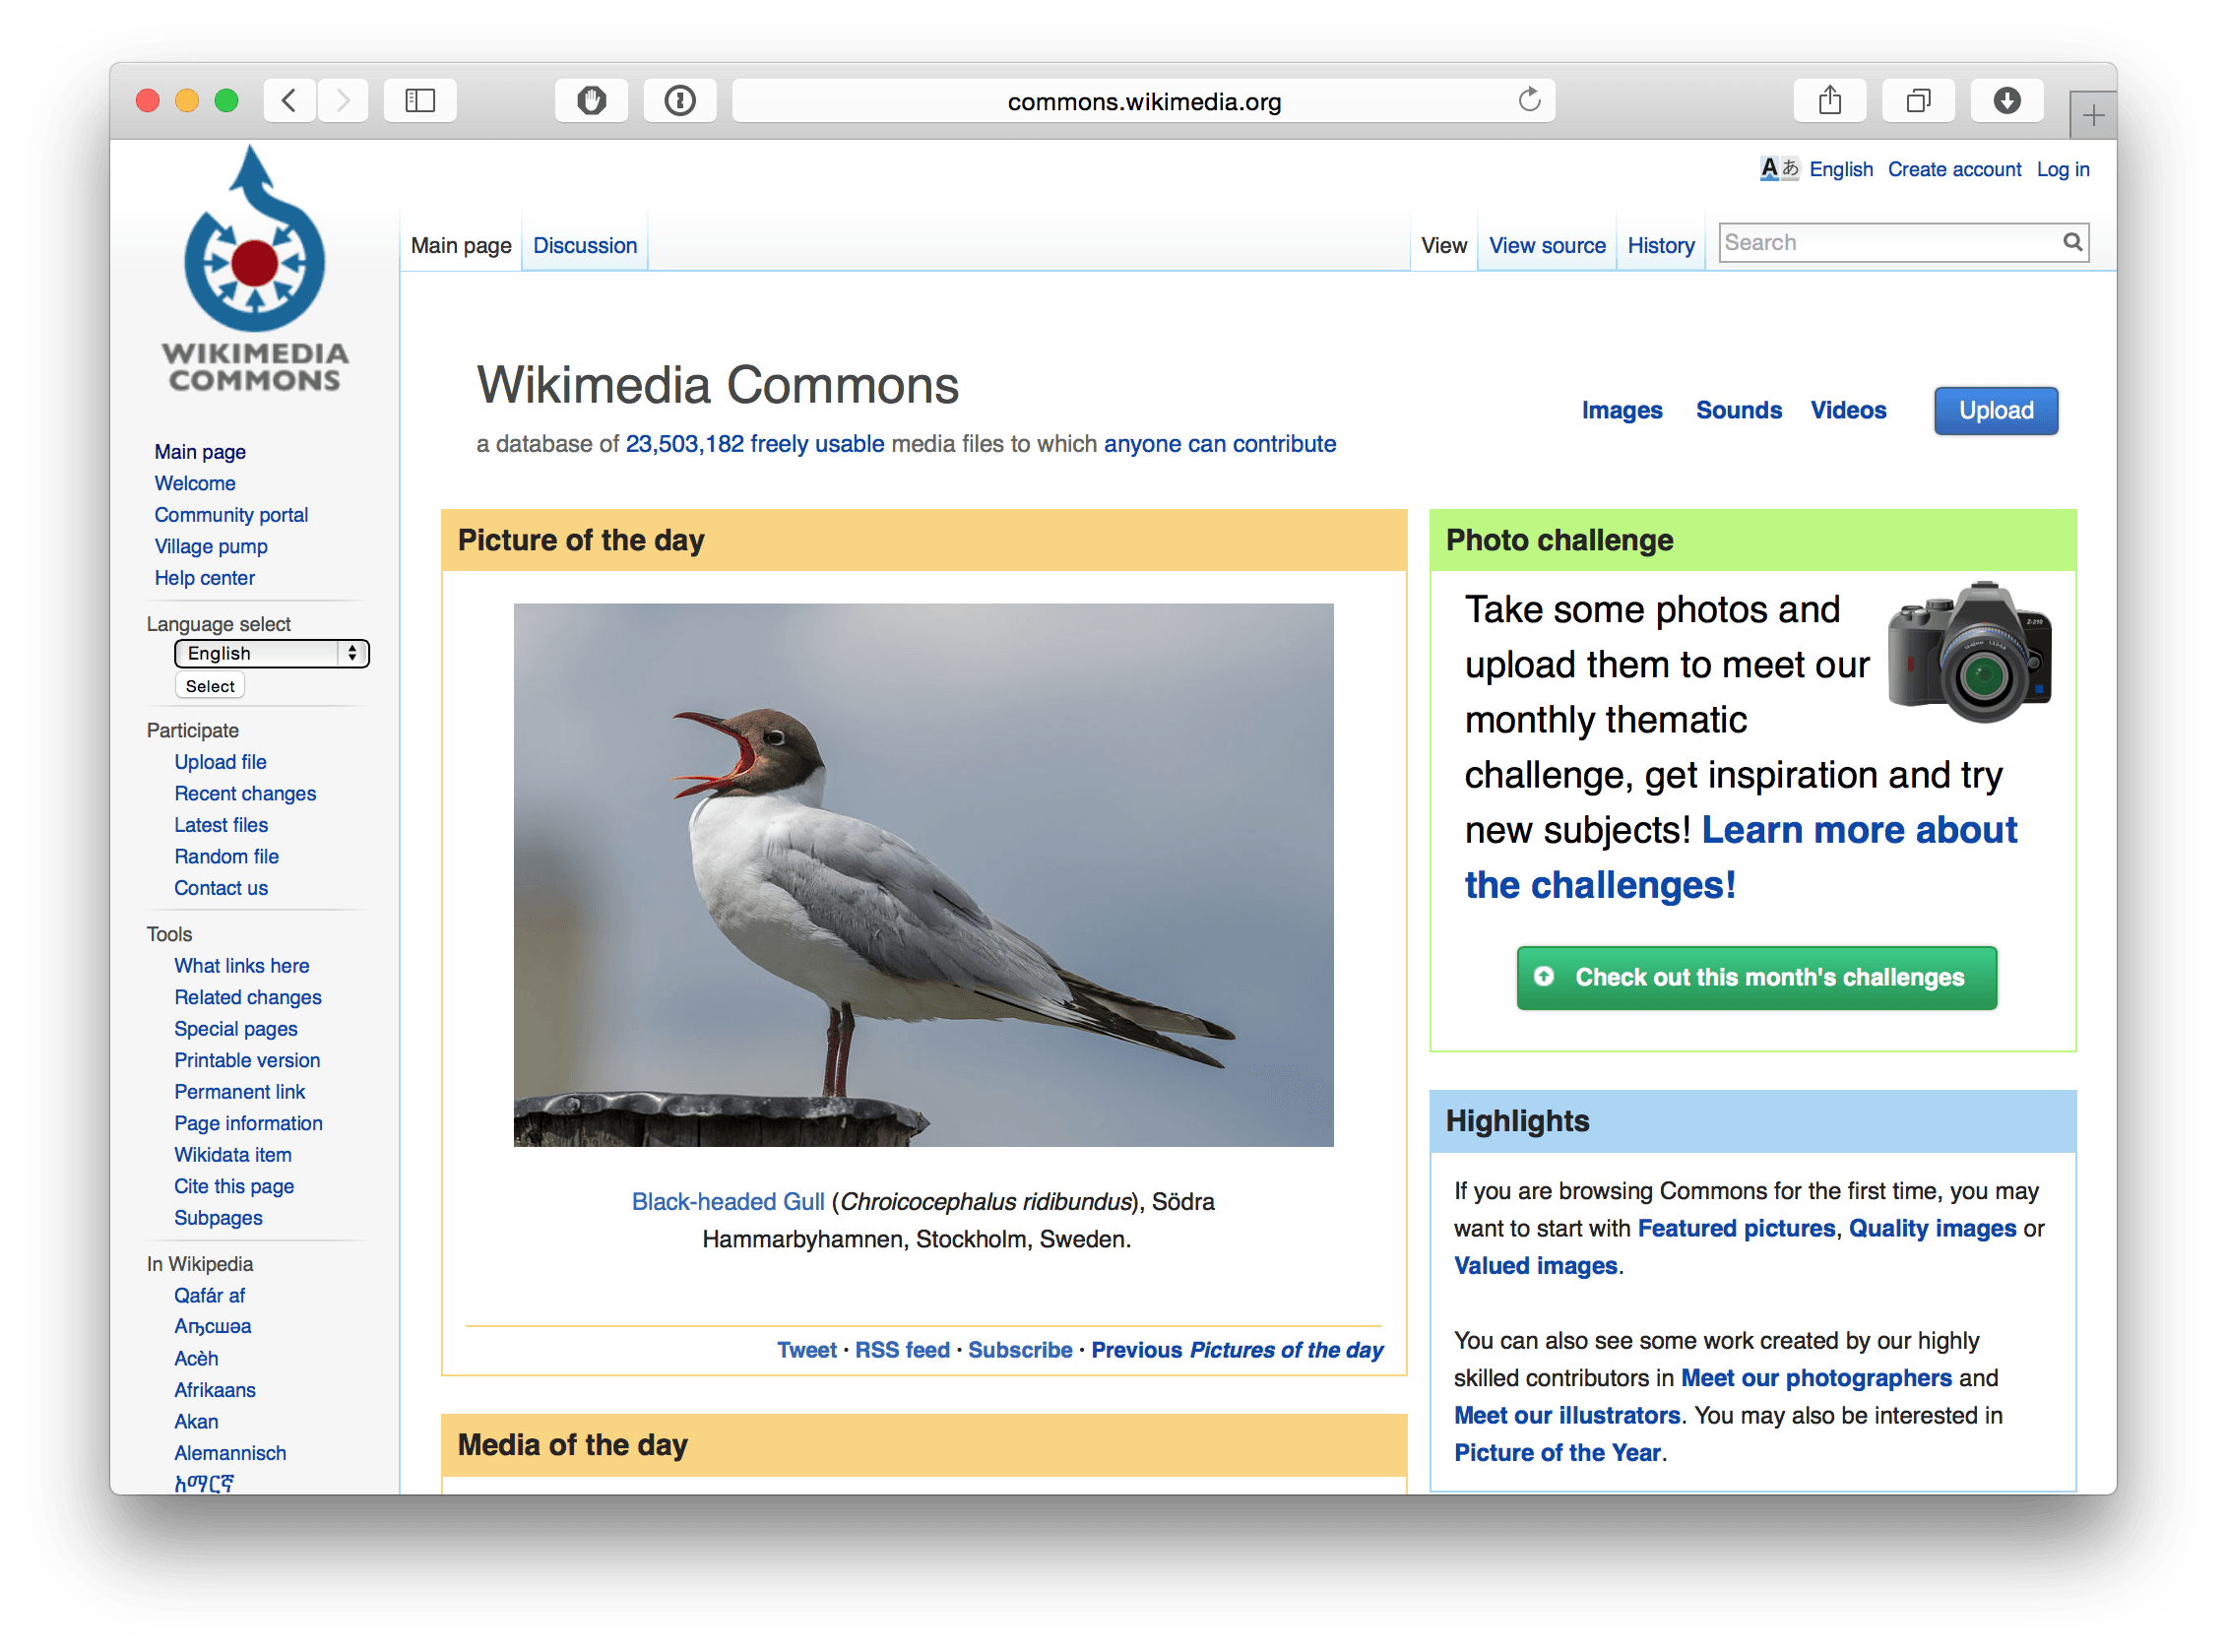 commons.wikimedia.org
English Create account Log in
Main page Discussion View View source History Search
WIKIMEDIA
COMMONS
Main page
Welcome
Community portal
Village pump
Help center
Language select
English
Select
Participate
Upload file
Recent changes
Latest files
Random file
Contact us
Tools
What links here
Related changes
Special pages
Printable version
Permanent link
Page information
Wikidata item
Cite this page
Subpages
In Wikipedia
Qafár af
Аҧсшәа
Acèh
Afrikaans
Akan
Alemannisch
አማርኛ
Wikimedia Commons
a database of 23,503,182 freely usable media files to which anyone can contribute
Images Sounds Videos Upload
Picture of the day
Black-headed Gull (Chroicocephalus ridibundus), Södra
Hammarbyhamnen, Stockholm, Sweden.
Tweet · RSS feed · Subscribe · Previous Pictures of the day
Media of the day
Photo challenge
Take some photos and
upload them to meet our
monthly thematic
challenge, get inspiration and try
new subjects! Learn more about
the challenges!
Check out this month's challenges
Highlights
If you are browsing Commons for the first time, you may
want to start with Featured pictures, Quality images or
Valued images.
You can also see some work created by our highly
skilled contributors in Meet our photographers and
Meet our illustrators. You may also be interested in
Picture of the Year.